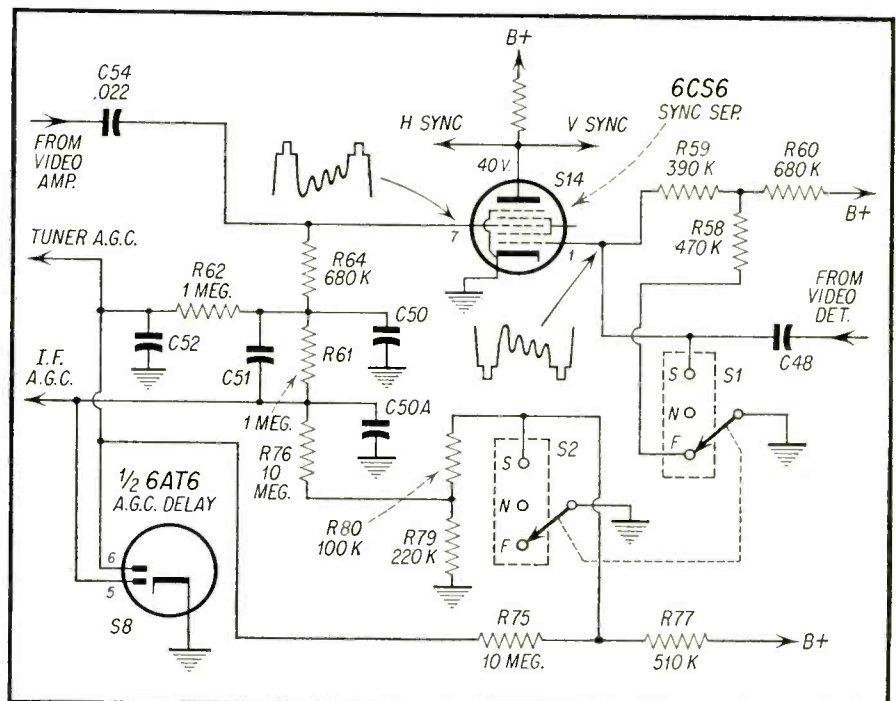 B+
C54
.022
6CS6
SYNC SEP.
H SYNC
V SYNC
FROM
VIDEO
AMP.
40 V.
S14
R59
390 K
R60
680 K
B+
7
1
R58
470 K
TUNER A.G.C.
R64
680 K
R62
1 MEG.
FROM
VIDEO
DET.
C50
C52
C51
R61
C48
I.F.
A.G.C.
1 MEG.
C50A
S
S1
N
F
R76
10
MEG.
S
S2
N
F
½ 6AT6
A.G.C. DELAY
R80
100 K
R79
220 K
6
5
S8
R75
10 MEG.
R77
510 K
B+